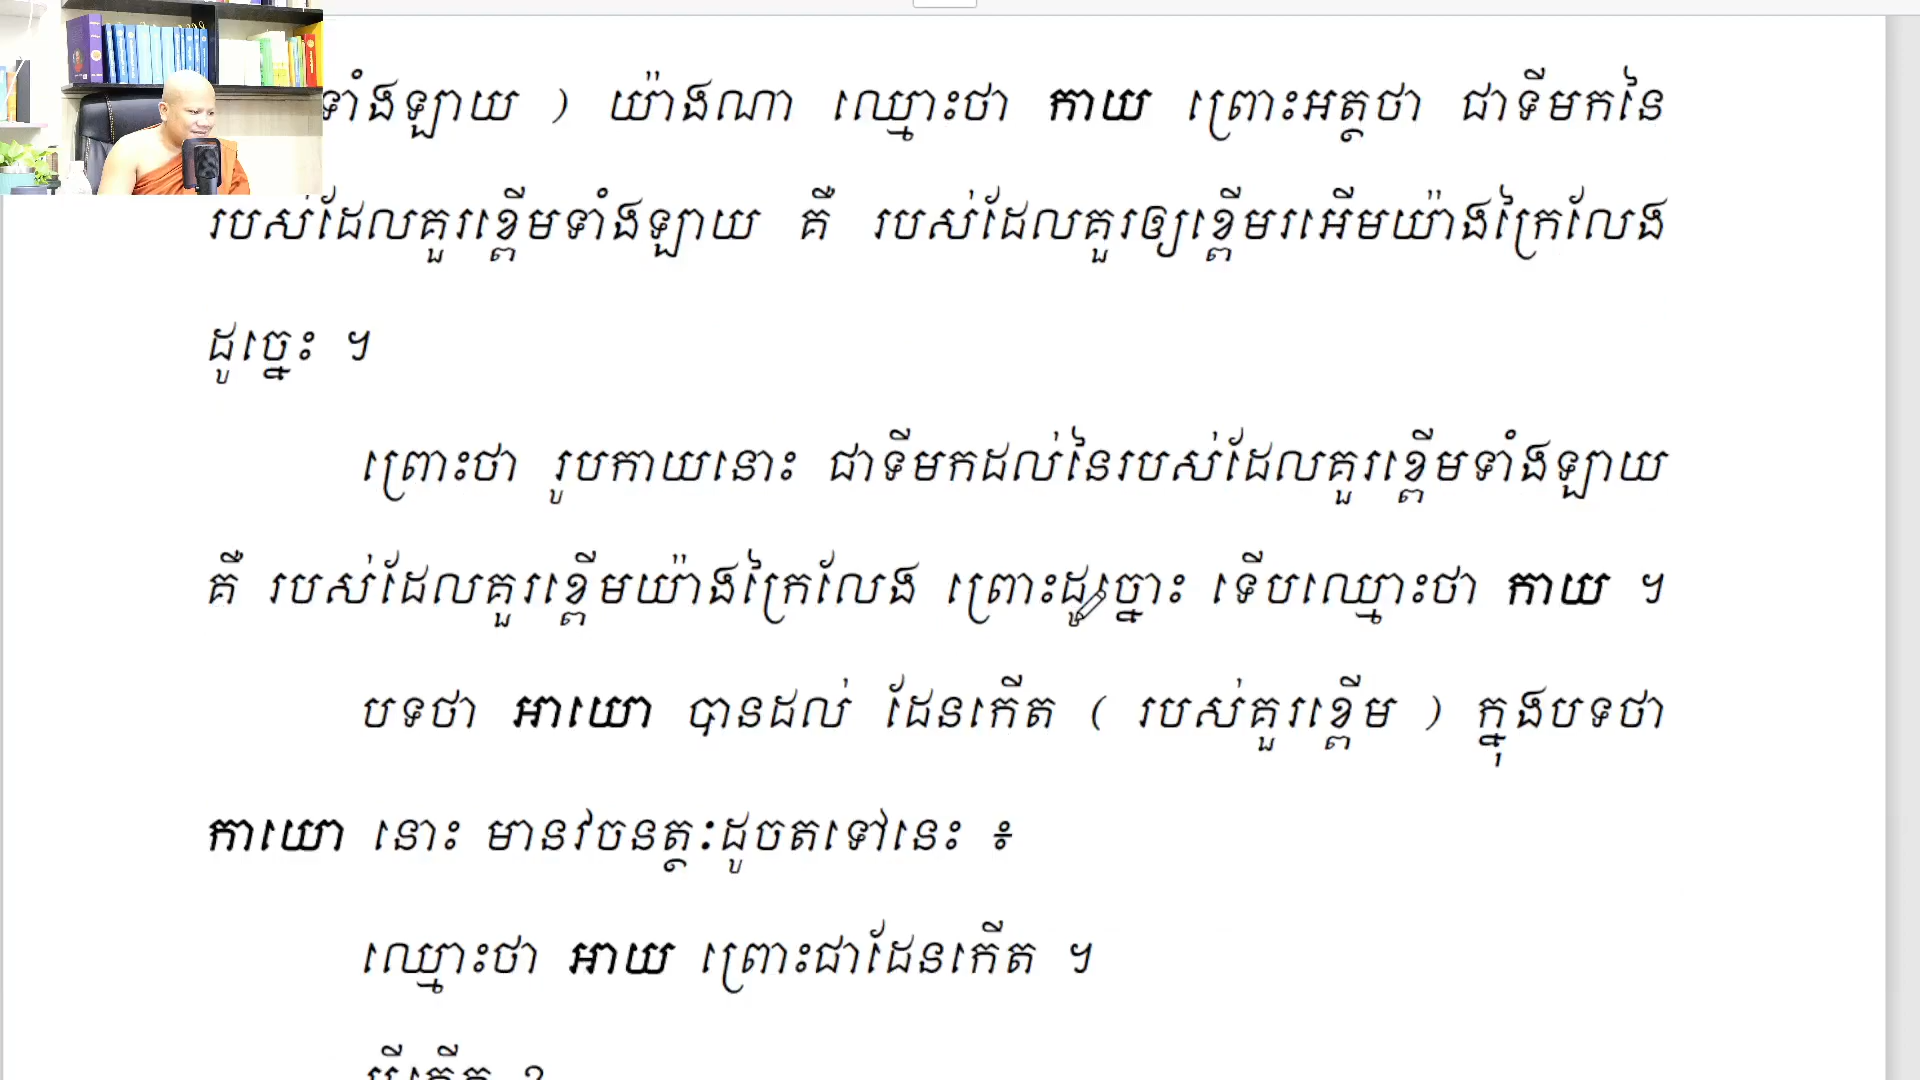 ទាំងឡាយ ) យ៉ាងណា ឈ្មោះថា កាយ ព្រោះអត្ថថា ជាទីមកនៃ
របស់ដែលគួរខ្ពើមទាំងឡាយ គឺ របស់ដែលគួរឲ្យខ្ពើមរអើមយ៉ាងក្រៃលែង
ដូច្នេះ ។
ព្រោះថា រូបកាយនោះ ជាទីមកដល់នៃរបស់ដែលគួរខ្ពើមទាំងឡាយ
គឺ របស់ដែលគួរខ្ពើមយ៉ាងក្រៃលែង ព្រោះដូច្នោះ ទើបឈ្មោះថា កាយ ។
បទថា អាយោ បានដល់ ដែនកើត ( របស់គួរខ្ពើម ) ក្នុងបទថា
កាយោ នោះ មានវចនត្ថៈដូចតទៅនេះ ៖
ឈ្មោះថា អាយ ព្រោះជាដែនកើត ។